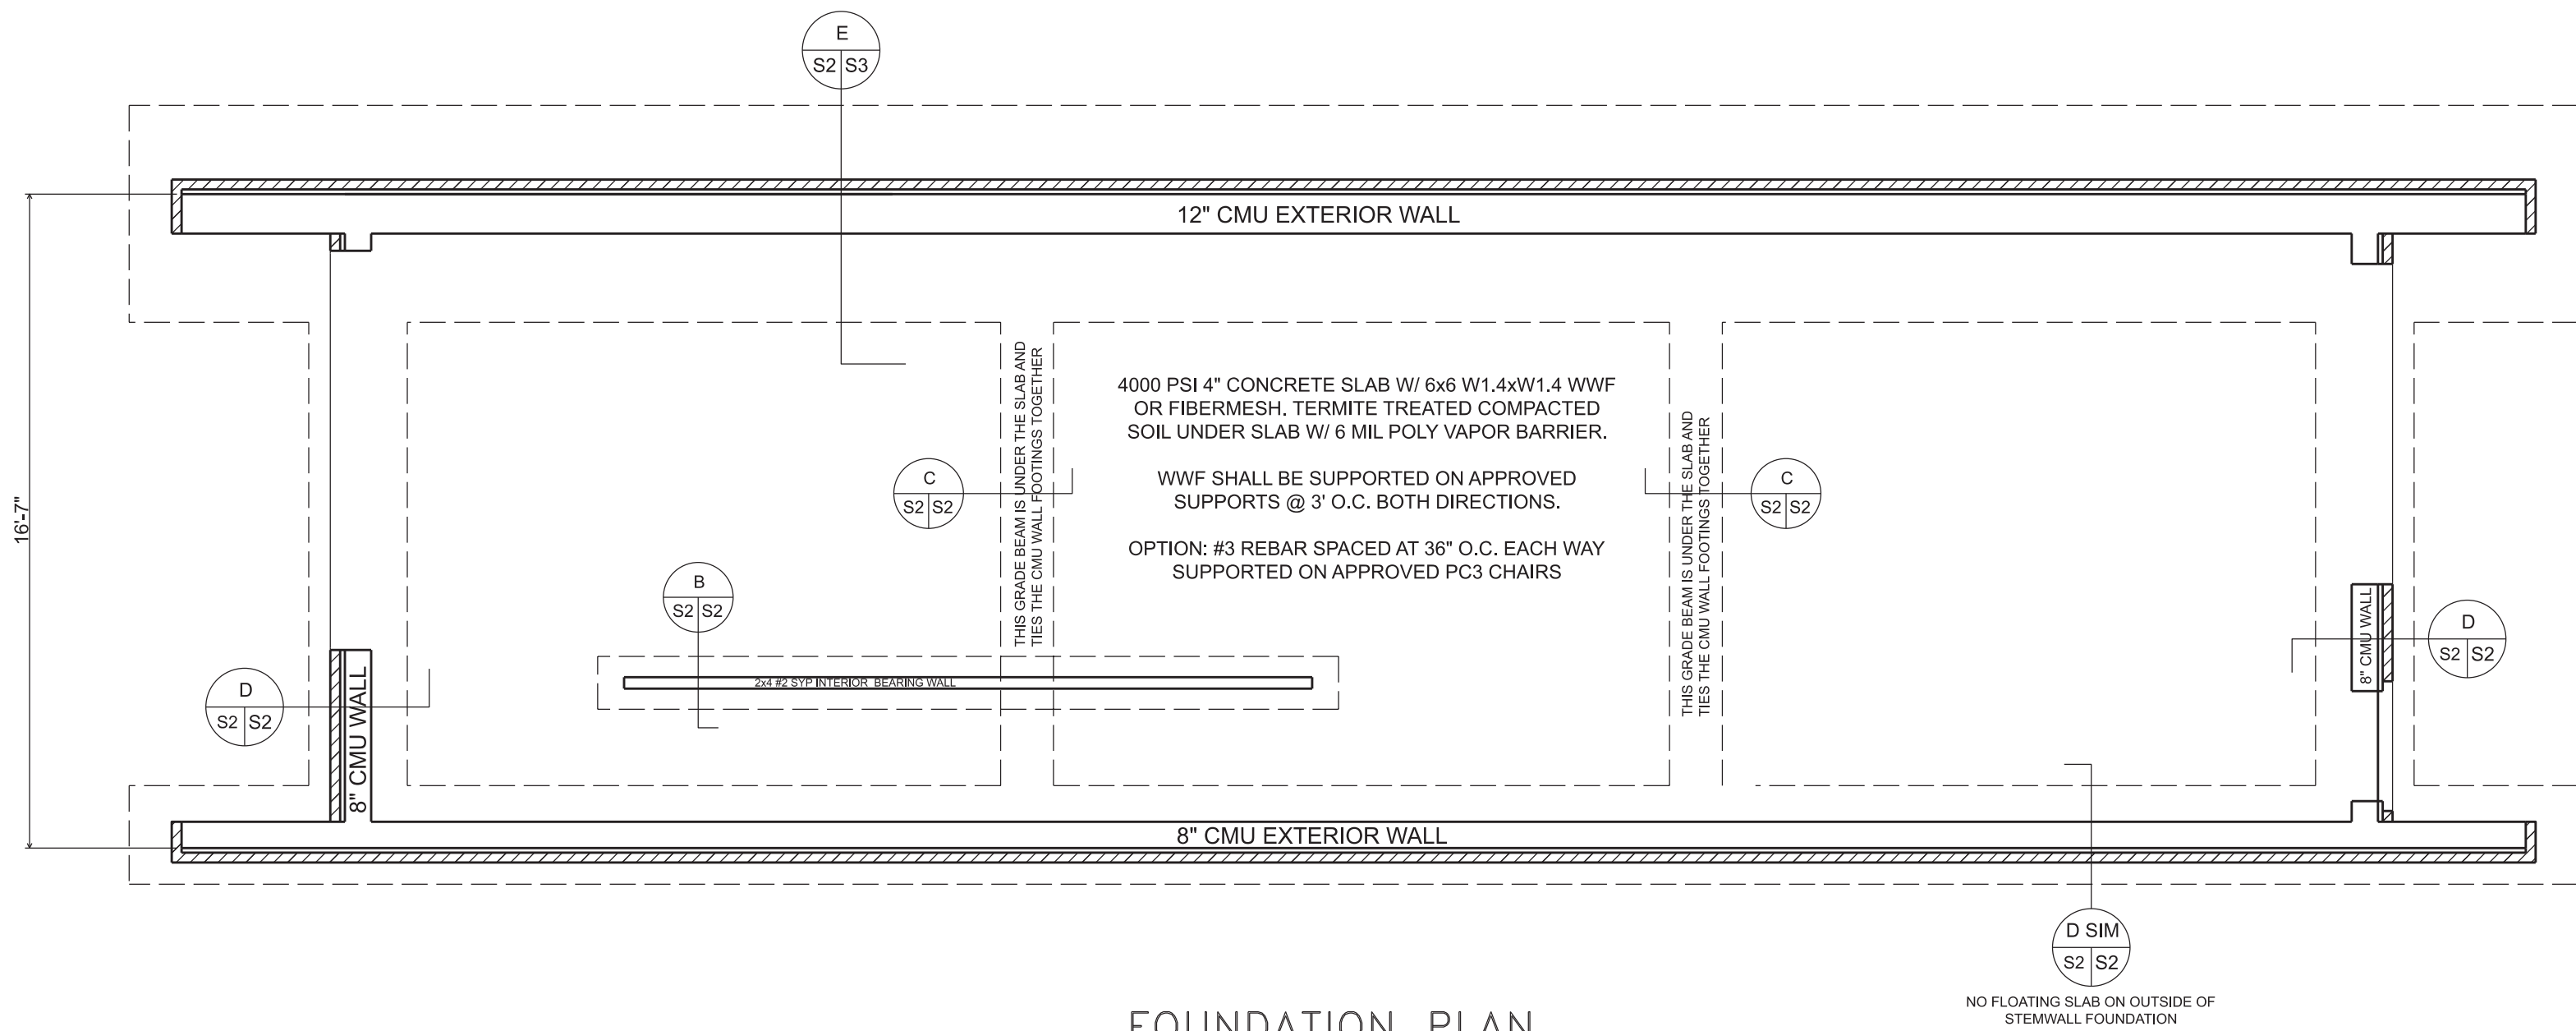 E
S2 S3
12" CMU EXTERIOR WALL
16'-7"
THIS GRADE BEAM IS UNDER THE SLAB AND
TIES THE CMU WALL FOOTINGS TOGETHER
4000 PSI 4" CONCRETE SLAB W/ 6x6 W1.4xW1.4 WWF
OR FIBERMESH. TERMITE TREATED COMPACTED
SOIL UNDER SLAB W/ 6 MIL POLY VAPOR BARRIER.
WWF SHALL BE SUPPORTED ON APPROVED
SUPPORTS @ 3' O.C. BOTH DIRECTIONS.
OPTION: #3 REBAR SPACED AT 36" O.C. EACH WAY
SUPPORTED ON APPROVED PC3 CHAIRS
THIS GRADE BEAM IS UNDER THE SLAB AND
TIES THE CMU WALL FOOTINGS TOGETHER
C
S2 S2
C
S2 S2
B
S2 S2
D
S2 S2
8" CMU WALL
2x4 #2 SYP INTERIOR BEARING WALL
8" CMU WALL
D
S2 S2
8" CMU EXTERIOR WALL
D SIM
S2 S2
NO FLOATING SLAB ON OUTSIDE OF
STEMWALL FOUNDATION
FOUNDATION PLAN